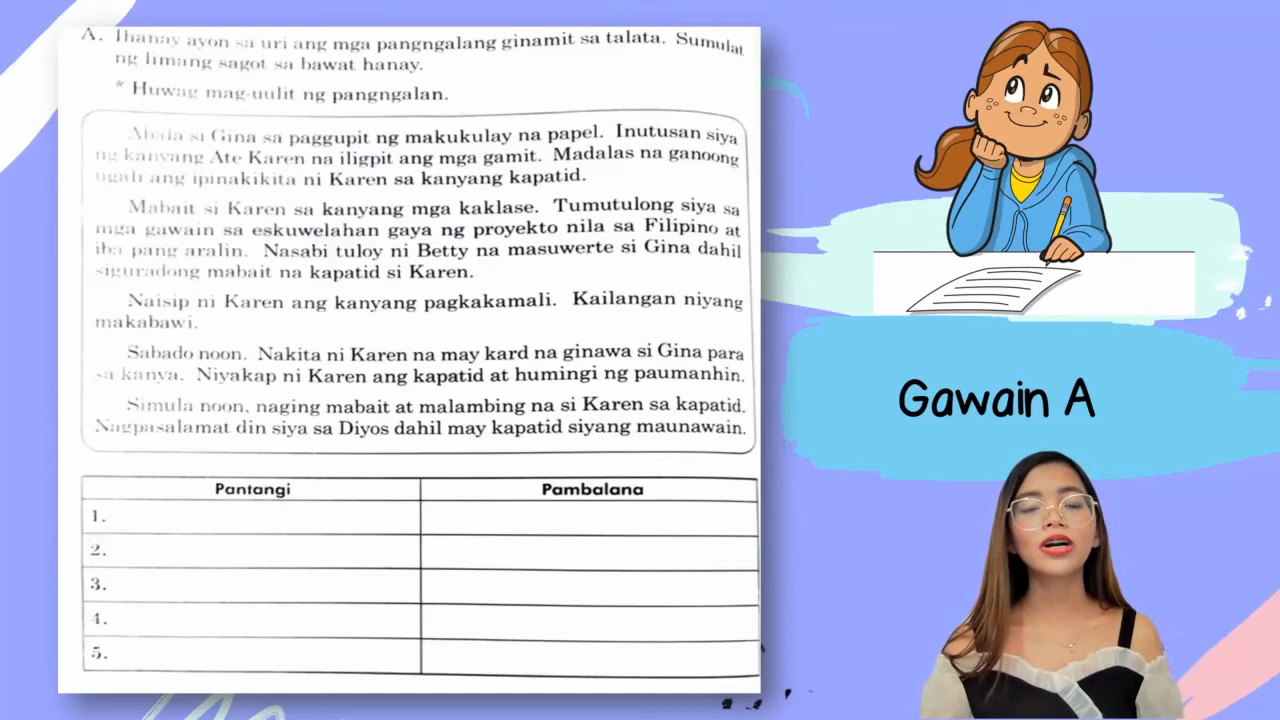 A. Ihanay ayon sa uri ang mga pangngalang ginamit sa talata. Sumulat
ng limang sagot sa bawat hanay.
* Huwag mag-uulit ng pangngalan.
Abala si Gina sa paggupit ng makukulay na papel. Inutusan siya
ng kanyang Ate Karen na iligpit ang mga gamit. Madalas na ganoong
ugali ang ipinakikita ni Karen sa kanyang kapatid.
Mabait si Karen sa kanyang mga kaklase. Tumutulong siya sa
mga gawain sa eskuwelahan gaya ng proyekto nila sa Filipino at
iba pang aralin. Nasabi tuloy ni Betty na masuwerte si Gina dahil
siguradong mabait na kapatid si Karen.
Naisip ni Karen ang kanyang pagkakamali. Kailangan niyang
makabawi.
Sabado noon. Nakita ni Karen na may kard na ginawa si Gina para
sa kanya. Niyakap ni Karen ang kapatid at humingi ng paumanhin.
Simula noon, naging mabait at malambing na si Karen sa kapatid.
Nagpasalamat din siya sa Diyos dahil may kapatid siyang maunawain.
Pantangi Pambalana
1.
2.
3.
4.
5.
Gawain A